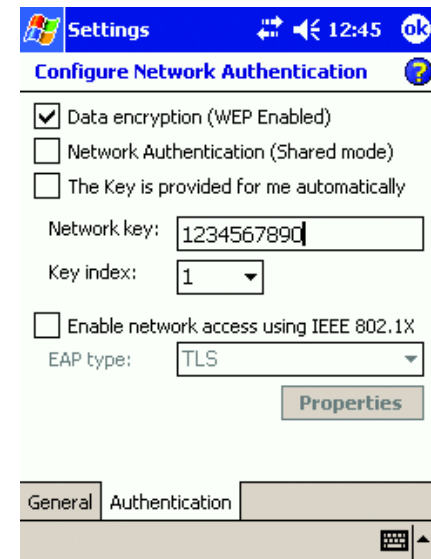 Settings 12:45 ok
Configure Network Authentication ?
Data encryption (WEP Enabled)
Network Authentication (Shared mode)
The Key is provided for me automatically
Network key: 1234567890
Key index: 1
Enable network access using IEEE 802.1X
EAP type: TLS
Properties
General Authentication